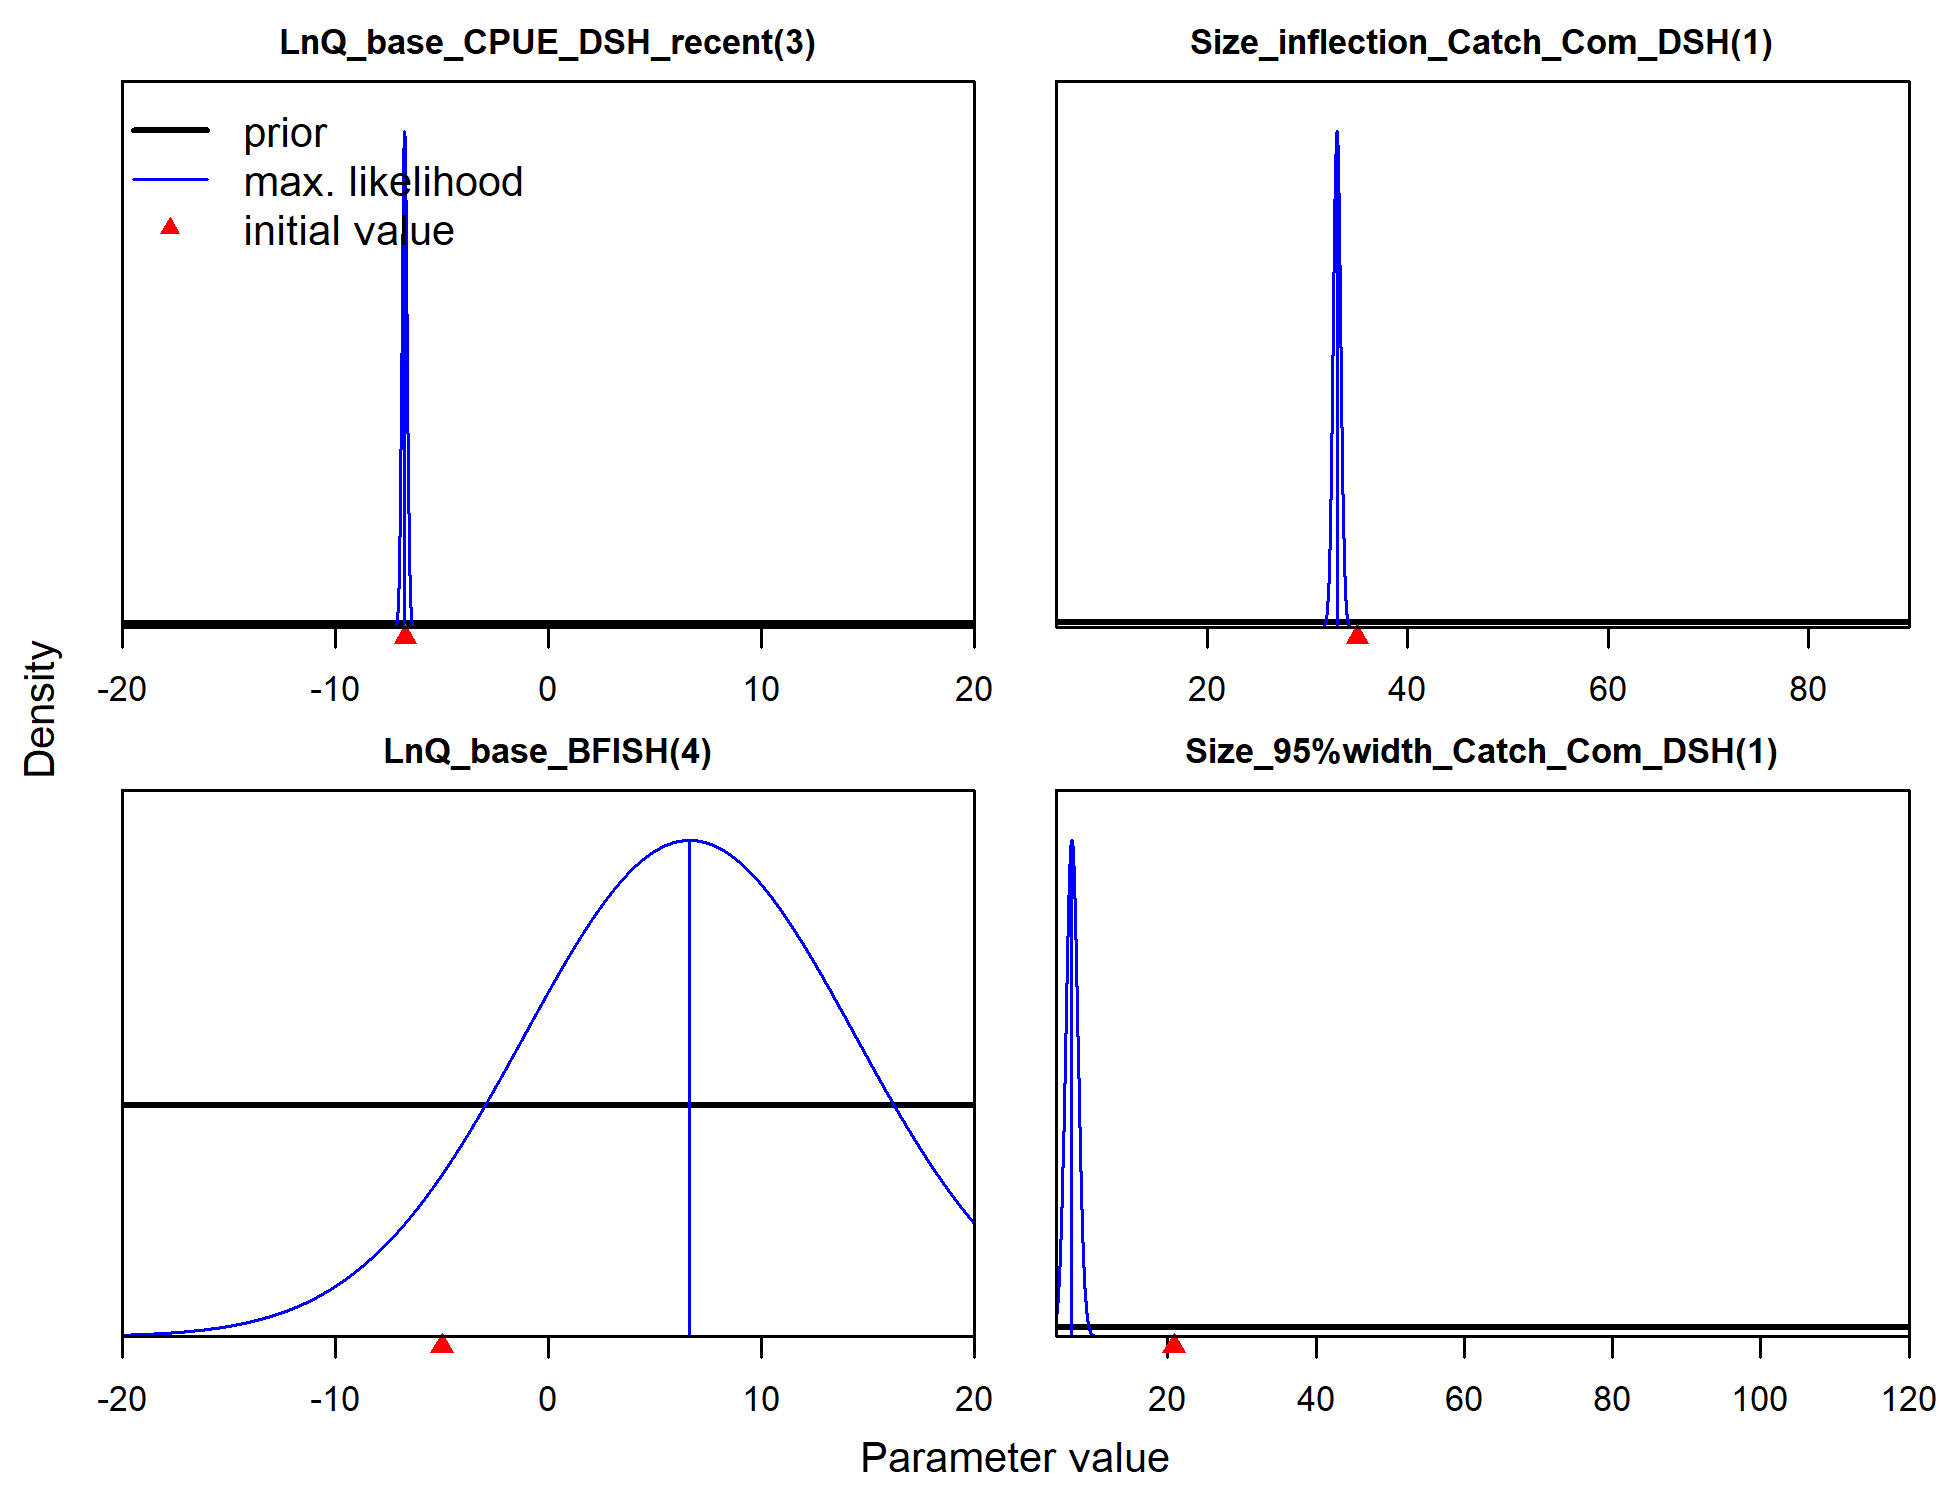 LnQ_base_CPUE_DSH_recent(3)
prior
max. likelihood
initial value
-20 -10 0 10 20
Size_inflection_Catch_Com_DSH(1)
20 40 60 80
LnQ_base_BFISH(4)
-20 -10 0 10 20
Size_95%width_Catch_Com_DSH(1)
20 40 60 80 100 120
Density
Parameter value